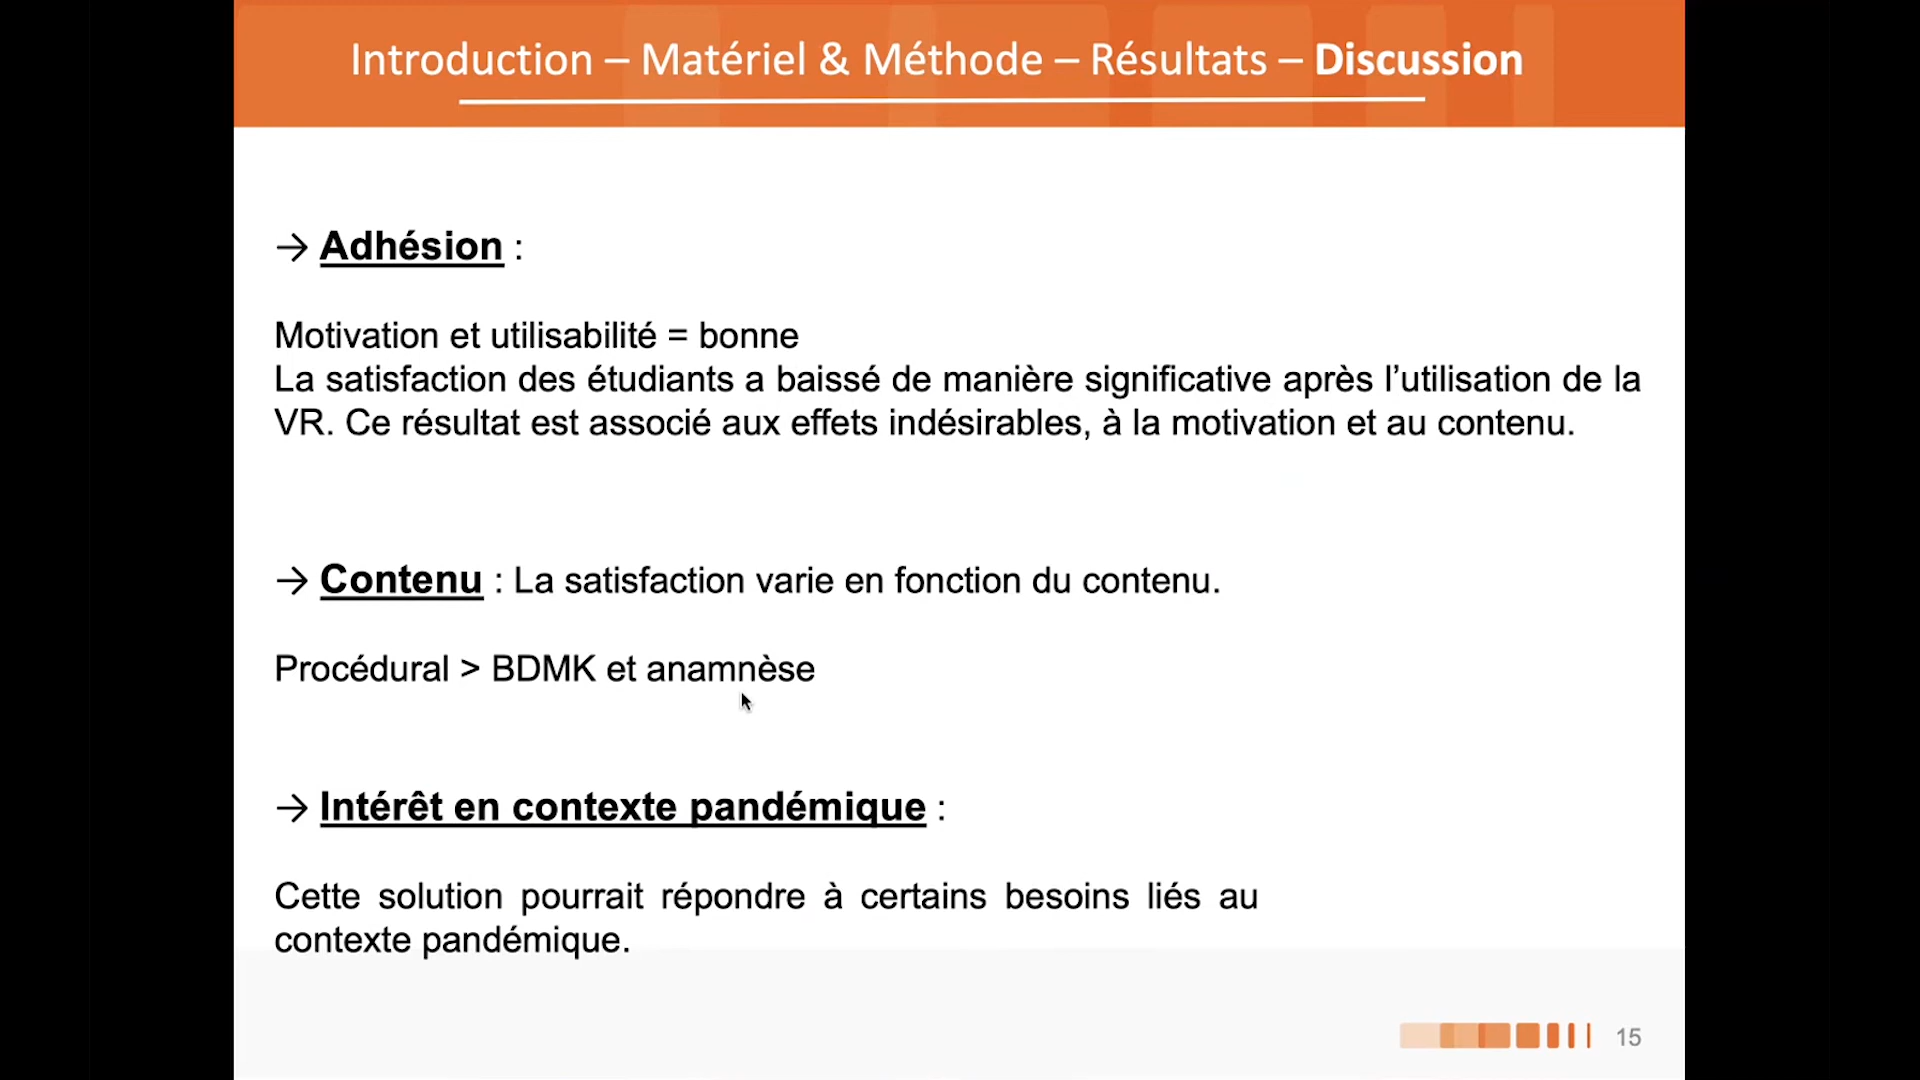 Introduction – Matériel & Méthode – Résultats – Discussion
→ Adhésion :
Motivation et utilisabilité = bonne
La satisfaction des étudiants a baissé de manière significative après l’utilisation de la
VR. Ce résultat est associé aux effets indésirables, à la motivation et au contenu.
→ Contenu : La satisfaction varie en fonction du contenu.
Procédural > BDMK et anamnèse
→ Intérêt en contexte pandémique :
Cette solution pourrait répondre à certains besoins liés au
contexte pandémique.
15